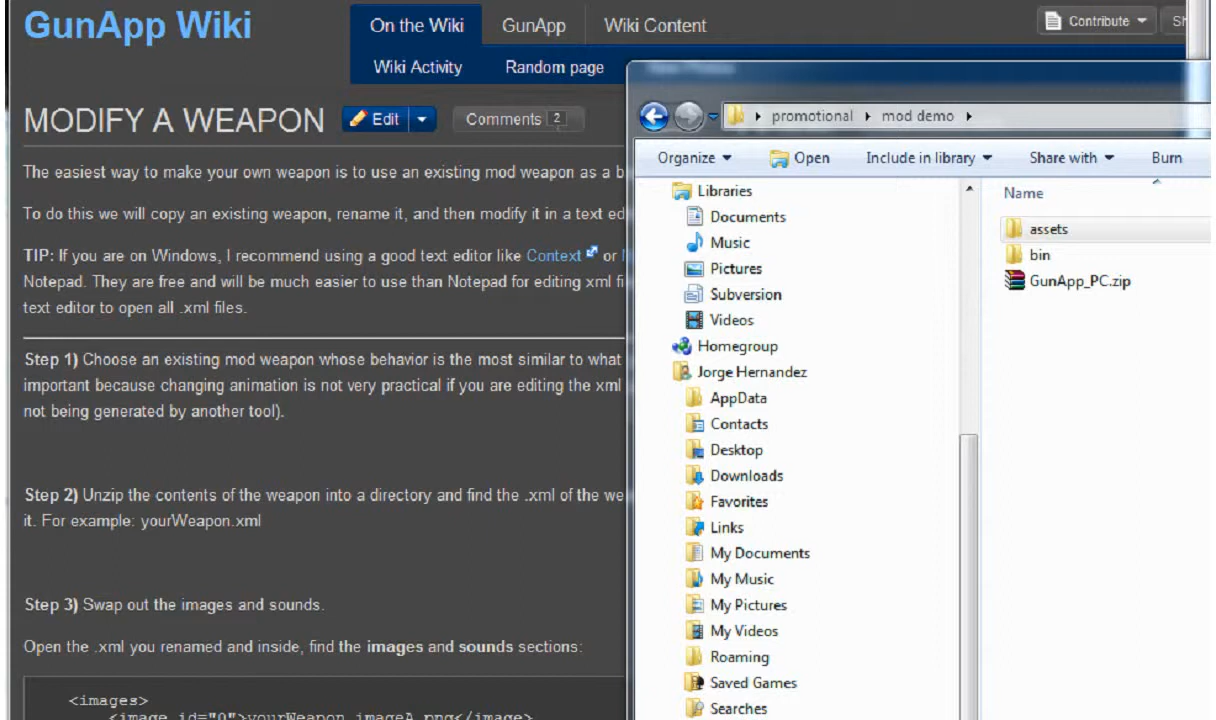 GunApp Wiki
On the Wiki
GunApp
Wiki Content
Contribute
Wiki Activity
Random page
MODIFY A WEAPON
Edit
Comments 2
The easiest way to make your own weapon is to use an existing mod weapon as a
To do this we will copy an existing weapon, rename it, and then modify it in a text
TIP: If you are on Windows, I recommend using a good text editor like Context or
Notepad. They are free and will be much easier to use than Notepad for editing xml
text editor to open all .xml files.
Step 1) Choose an existing mod weapon whose behavior is the most similar to what
important because changing animation is not very practical if you are editing the xml
not being generated by another tool).
Step 2) Unzip the contents of the weapon into a directory and find the .xml of the
it. For example: yourWeapon.xml
Step 3) Swap out the images and sounds.
Open the .xml you renamed and inside, find the images and sounds sections:
<images>
<image id="0">yourWeapon_imageA.png</image>
promotional
mod demo
Organize
Open
Include in library
Share with
Burn
Libraries
Documents
Music
Pictures
Subversion
Videos
Homegroup
Jorge Hernandez
AppData
Contacts
Desktop
Downloads
Favorites
Links
My Documents
My Music
My Pictures
My Videos
Roaming
Saved Games
Searches
Name
assets
bin
GunApp_PC.zip